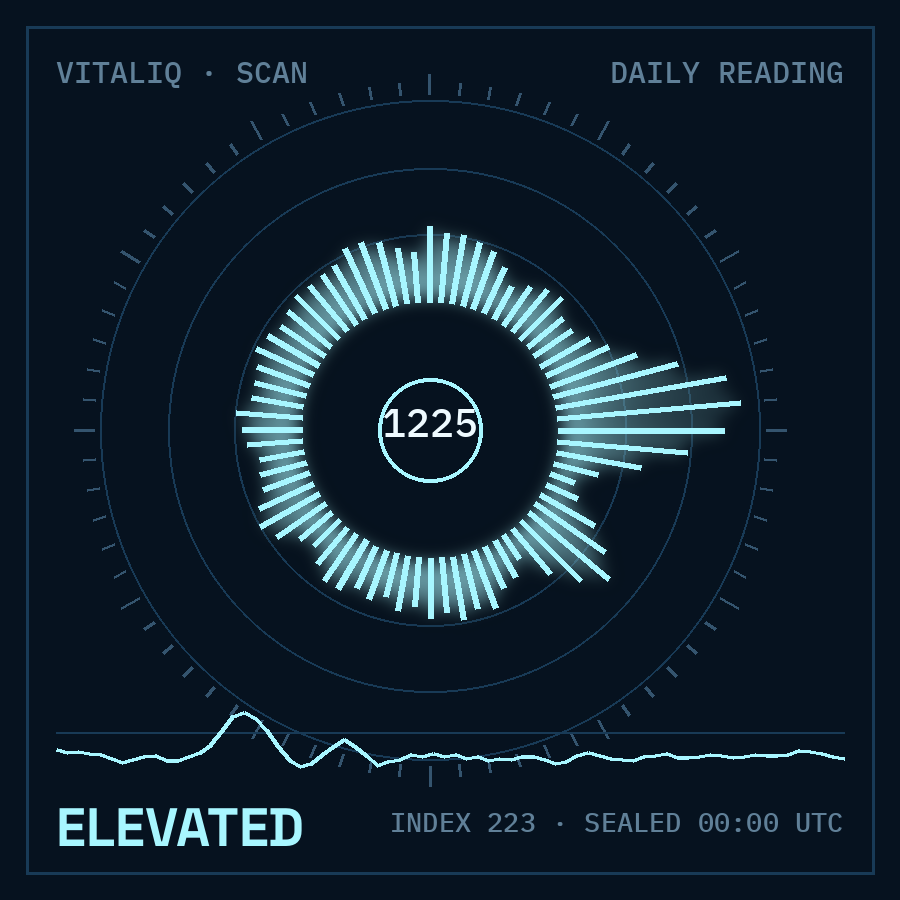 VITALIQ · SCAN
DAILY READING
1225
ELEVATED
INDEX 223 · SEALED 00:00 UTC